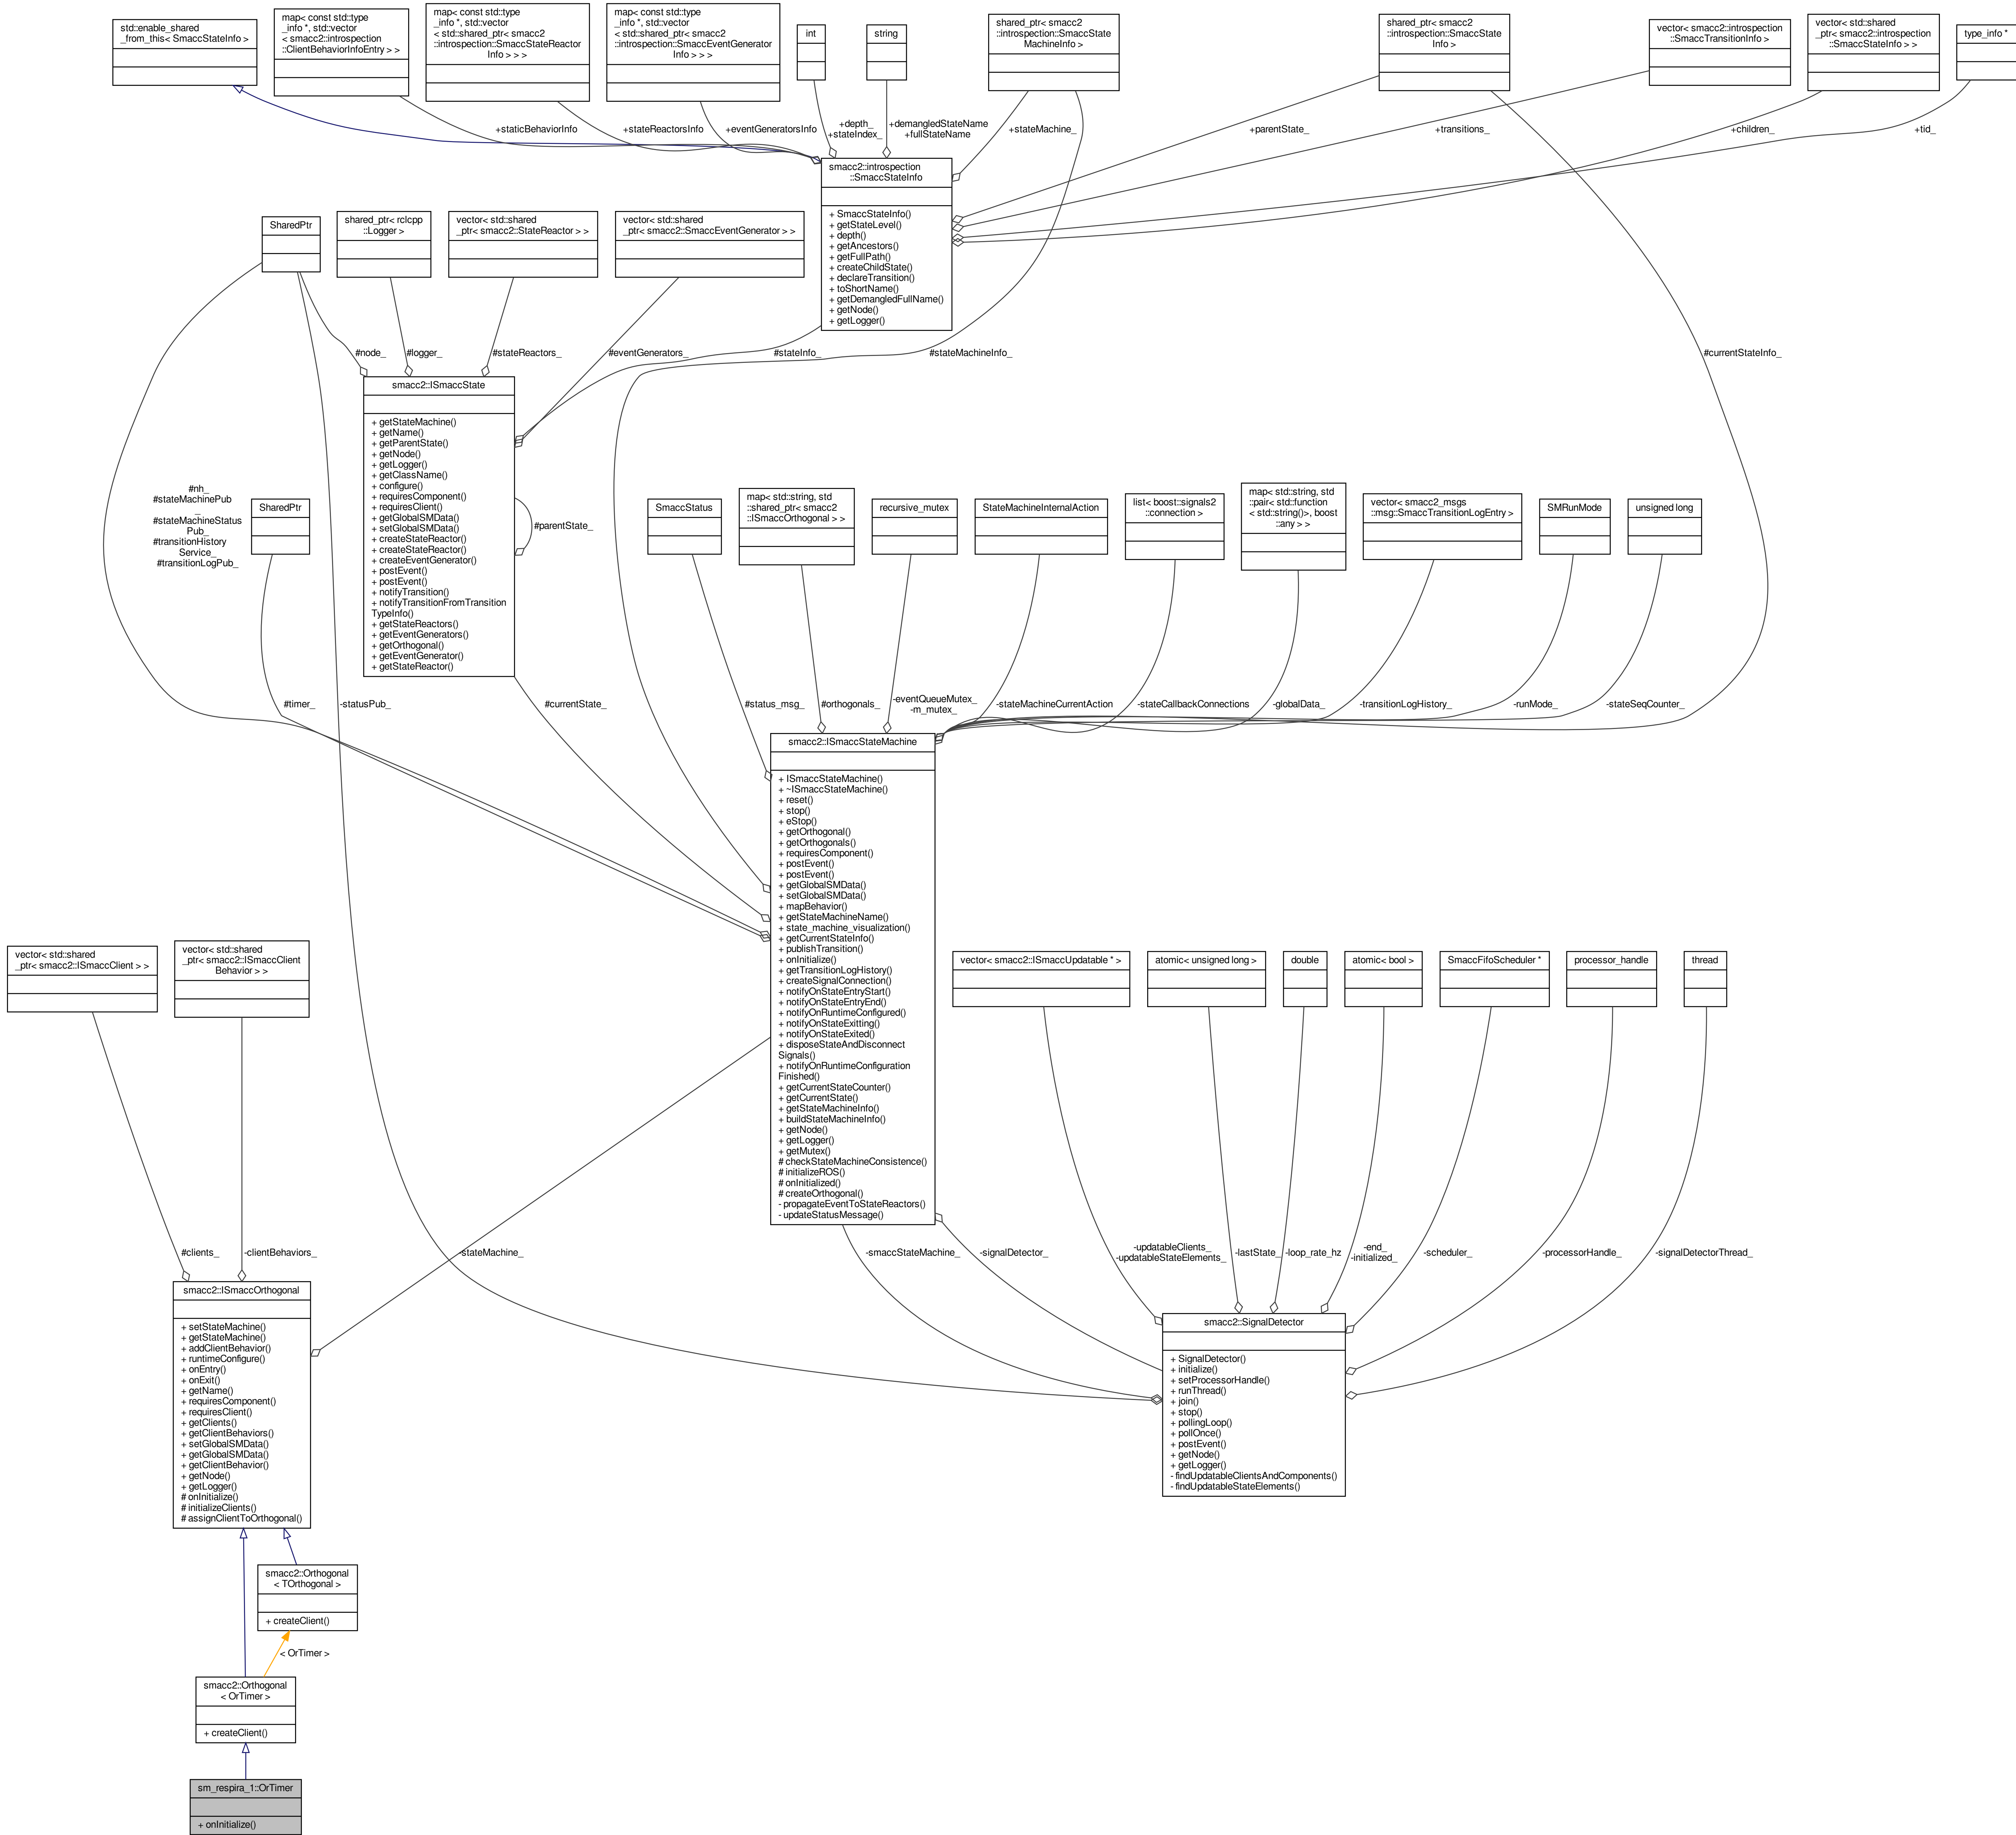 std::enable_shared
_from_this< SmaccStateInfo >
map< const std::type
_info *, std::vector
< smacc2::introspection
::ClientBehaviorInfoEntry > >
map< const std::type
_info *, std::vector
< std::shared_ptr< smacc2
::introspection::SmaccStateReactor
Info > > >
map< const std::type
_info *, std::vector
< std::shared_ptr< smacc2
::introspection::SmaccEventGenerator
Info > > >
int
string
shared_ptr< smacc2
::introspection::SmaccState
MachineInfo >
shared_ptr< smacc2
::introspection::SmaccState
Info >
vector< smacc2::introspection
::SmaccTransitionInfo >
vector< std::shared
_ptr< smacc2::introspection
::SmaccStateInfo > >
type_info *
+staticBehaviorInfo
+stateReactorsInfo
+eventGeneratorsInfo
+depth_
+stateIndex_
+demangledStateName
+fullStateName
+stateMachine_
+parentState_
+transitions_
+children_
+tid_
smacc2::introspection
::SmaccStateInfo
+ SmaccStateInfo()
+ getStateLevel()
+ depth()
+ getAncestors()
+ getFullPath()
+ createChildState()
+ declareTransition()
+ toShortName()
+ getDemangledFullName()
+ getNode()
+ getLogger()
SharedPtr
shared_ptr< rclcpp
::Logger >
vector< std::shared
_ptr< smacc2::StateReactor > >
vector< std::shared
_ptr< smacc2::SmaccEventGenerator > >
#node_
#logger_
#stateReactors_
#eventGenerators_
#stateInfo_
#stateMachineInfo_
#currentStateInfo_
smacc2::ISmaccState
+ getStateMachine()
+ getName()
+ getParentState()
+ getNode()
+ getLogger()
+ getClassName()
+ configure()
+ requiresComponent()
+ requiresClient()
+ getGlobalSMData()
+ setGlobalSMData()
+ createStateReactor()
+ createStateReactor()
+ createEventGenerator()
+ postEvent()
+ postEvent()
+ notifyTransition()
+ notifyTransitionFromTransition
TypeInfo()
+ getStateReactors()
+ getEventGenerators()
+ getOrthogonal()
+ getEventGenerator()
+ getStateReactor()
#parentState_
#nh_
#stateMachinePub
_
#stateMachineStatus
Pub_
#transitionHistory
Service_
#transitionLogPub_
SharedPtr
SmaccStatus
map< std::string, std
::shared_ptr< smacc2
::ISmaccOrthogonal > >
recursive_mutex
StateMachineInternalAction
list< boost::signals2
::connection >
map< std::string, std
::pair< std::function
< std::string()>, boost
::any > >
vector< smacc2_msgs
::msg::SmaccTransitionLogEntry >
SMRunMode
unsigned long
#timer_
-statusPub_
#currentState_
#status_msg_
#orthogonals_
-eventQueueMutex_
-m_mutex_
-stateMachineCurrentAction
-stateCallbackConnections
-globalData_
-transitionLogHistory_
-runMode_
-stateSeqCounter_
smacc2::ISmaccStateMachine
+ ISmaccStateMachine()
+ ~ISmaccStateMachine()
+ reset()
+ stop()
+ eStop()
+ getOrthogonal()
+ getOrthogonals()
+ requiresComponent()
+ postEvent()
+ postEvent()
+ getGlobalSMData()
+ setGlobalSMData()
+ mapBehavior()
+ getStateMachineName()
+ state_machine_visualization()
+ getCurrentStateInfo()
+ publishTransition()
+ onInitialize()
+ getTransitionLogHistory()
+ createSignalConnection()
+ notifyOnStateEntryStart()
+ notifyOnStateEntryEnd()
+ notifyOnRuntimeConfigured()
+ notifyOnStateExitting()
+ notifyOnStateExited()
+ disposeStateAndDisconnect
Signals()
+ notifyOnRuntimeConfiguration
Finished()
+ getCurrentStateCounter()
+ getCurrentState()
+ getStateMachineInfo()
+ buildStateMachineInfo()
+ getNode()
+ getLogger()
+ getMutex()
# checkStateMachineConsistence()
# initializeROS()
# onInitialized()
# createOrthogonal()
- propagateEventToStateReactors()
- updateStatusMessage()
vector< std::shared
_ptr< smacc2::ISmaccClient > >
vector< std::shared
_ptr< smacc2::ISmaccClient
Behavior > >
vector< smacc2::ISmaccUpdatable * >
atomic< unsigned long >
double
atomic< bool >
SmaccFifoScheduler *
processor_handle
thread
#clients_
-clientBehaviors_
-stateMachine_
-smaccStateMachine_
-signalDetector_
-updatableClients_
-updatableStateElements_
-lastState_
-loop_rate_hz
-end_
-initialized_
-scheduler_
-processorHandle_
-signalDetectorThread_
smacc2::ISmaccOrthogonal
+ setStateMachine()
+ getStateMachine()
+ addClientBehavior()
+ runtimeConfigure()
+ onEntry()
+ onExit()
+ getName()
+ requiresComponent()
+ requiresClient()
+ getClients()
+ getClientBehaviors()
+ setGlobalSMData()
+ getGlobalSMData()
+ getClientBehavior()
+ getNode()
+ getLogger()
# onInitialize()
# initializeClients()
# assignClientToOrthogonal()
smacc2::SignalDetector
+ SignalDetector()
+ initialize()
+ setProcessorHandle()
+ runThread()
+ join()
+ stop()
+ pollingLoop()
+ pollOnce()
+ postEvent()
+ getNode()
+ getLogger()
- findUpdatableClientsAndComponents()
- findUpdatableStateElements()
smacc2::Orthogonal
< TOrthogonal >
+ createClient()
< OrTimer >
smacc2::Orthogonal
< OrTimer >
+ createClient()
sm_respira_1::OrTimer
+ onInitialize()